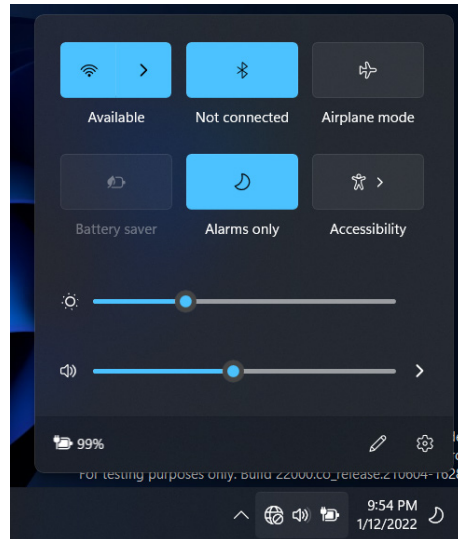 Available
Not connected
Airplane mode
Battery saver
Alarms only
Accessibility
99%
For testing purposes only. Build 22000.co_release.210604-1628
9:54 PM
1/12/2022